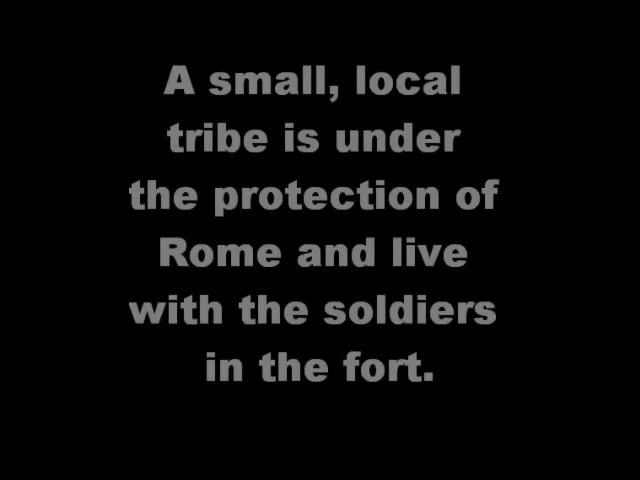 A small, local
tribe is under
the protection of
Rome and live
with the soldiers
in the fort.